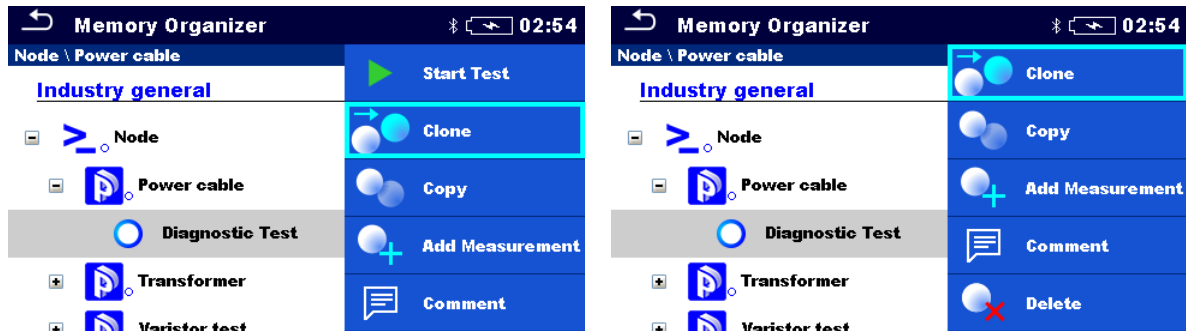 Memory Organizer
02:54
Node \ Power cable
Industry general
Node
Power cable
Diagnostic Test
Transformer
Varistor test
Start Test
Clone
Copy
Add Measurement
Comment
Memory Organizer
02:54
Node \ Power cable
Industry general
Node
Power cable
Diagnostic Test
Transformer
Varistor test
Clone
Copy
Add Measurement
Comment
Delete